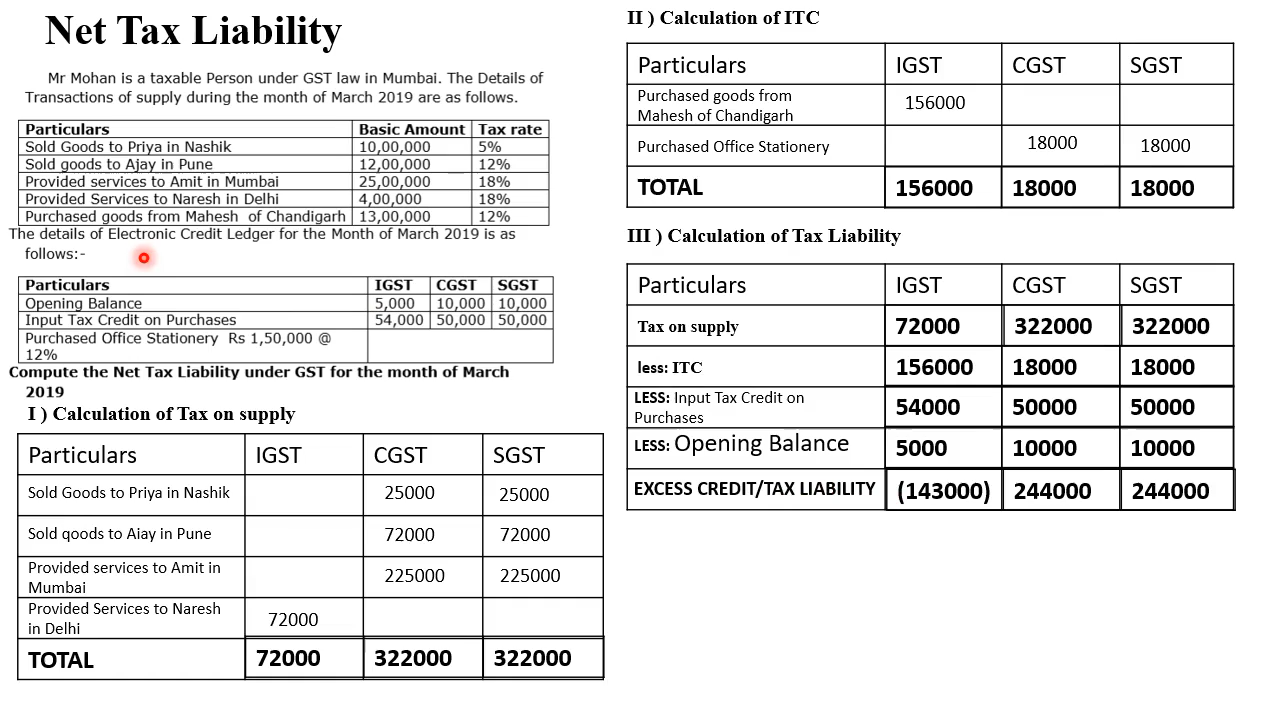 Net Tax Liability
Mr Mohan is a taxable Person under GST law in Mumbai. The Details of
Transactions of supply during the month of March 2019 are as follows.
Particulars Basic Amount Tax rate
Sold Goods to Priya in Nashik 10,00,000 5%
Sold goods to Ajay in Pune 12,00,000 12%
Provided services to Amit in Mumbai 25,00,000 18%
Provided Services to Naresh in Delhi 4,00,000 18%
Purchased goods from Mahesh of Chandigarh 13,00,000 12%
The details of Electronic Credit Ledger for the Month of March 2019 is as
follows:-
Particulars IGST CGST SGST
Opening Balance 5,000 10,000 10,000
Input Tax Credit on Purchases 54,000 50,000 50,000
Purchased Office Stationery Rs 1,50,000 @
12%
Compute the Net Tax Liability under GST for the month of March
2019
I ) Calculation of Tax on supply
Particulars IGST CGST SGST
Sold Goods to Priya in Nashik 25000 25000
Sold qoods to Aiay in Pune 72000 72000
Provided services to Amit in
Mumbai 225000 225000
Provided Services to Naresh
in Delhi 72000
TOTAL 72000 322000 322000
II ) Calculation of ITC
Particulars IGST CGST SGST
Purchased goods from
Mahesh of Chandigarh 156000
Purchased Office Stationery 18000 18000
TOTAL 156000 18000 18000
III ) Calculation of Tax Liability
Particulars IGST CGST SGST
Tax on supply 72000 322000 322000
less: ITC 156000 18000 18000
LESS: Input Tax Credit on
Purchases 54000 50000 50000
LESS: Opening Balance 5000 10000 10000
EXCESS CREDIT/TAX LIABILITY (143000) 244000 244000